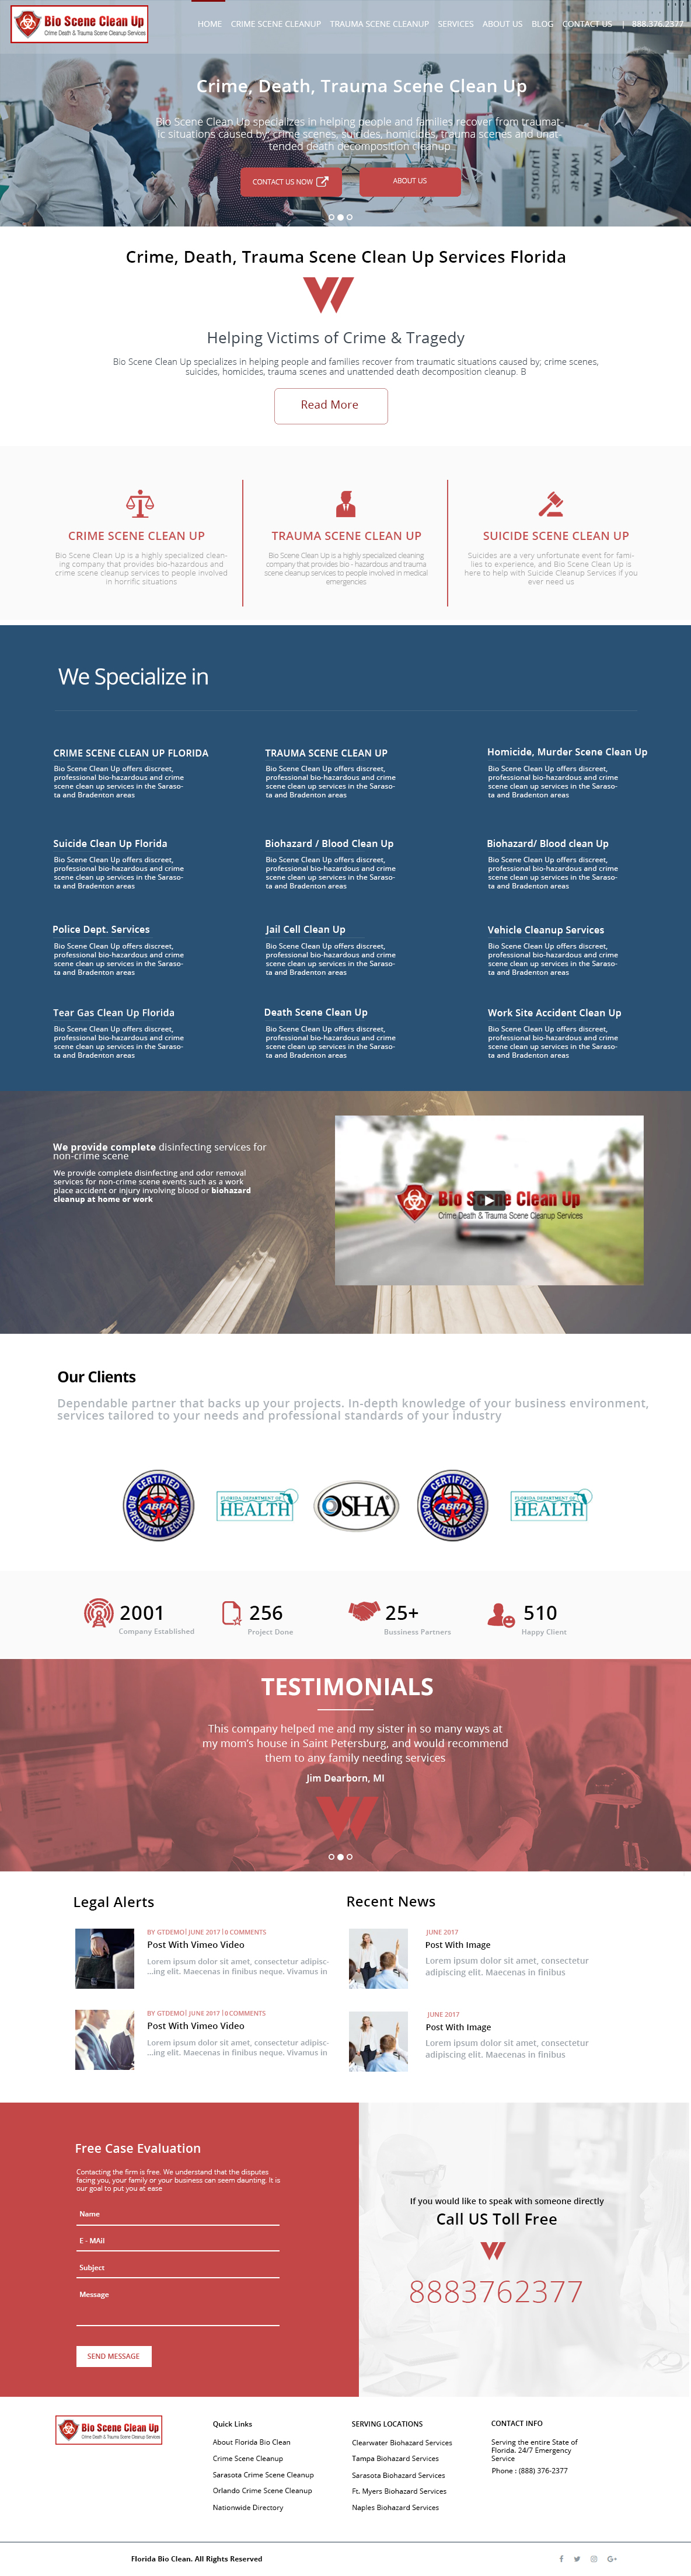 Bio Scene Clean Up
Crime Death & Trauma Scene Cleanup Services
HOME CRIME SCENE CLEANUP TRAUMA SCENE CLEANUP SERVICES ABOUT US BLOG CONTACT US | 888.376.2377
Crime, Death, Trauma Scene Clean Up
Bio Scene Clean Up specializes in helping people and families recover from traumat-
ic situations caused by; crime scenes, suicides, homicides, trauma scenes and unat-
tended death decomposition cleanup.
CONTACT US NOW
ABOUT US
Crime, Death, Trauma Scene Clean Up Services Florida
Helping Victims of Crime & Tragedy
Bio Scene Clean Up specializes in helping people and families recover from traumatic situations caused by; crime scenes,
suicides, homicides, trauma scenes and unattended death decomposition cleanup. B
Read More
CRIME SCENE CLEAN UP
Bio Scene Clean Up is a highly specialized clean-
ing company that provides bio-hazardous and
crime scene cleanup services to people involved
in horrific situations
TRAUMA SCENE CLEAN UP
Bio Scene Clean Up is a highly specialized cleaning
company that provides bio - hazardous and trauma
scene cleanup services to people involved in medical
emergencies
SUICIDE SCENE CLEAN UP
Suicides are a very unfortunate event for fami-
lies to experience, and Bio Scene Clean Up is
here to help with Suicide Cleanup Services if you
ever need us
We Specialize in
CRIME SCENE CLEAN UP FLORIDA
Bio Scene Clean Up offers discreet,
professional bio-hazardous and crime
scene clean up services in the Saraso-
ta and Bradenton areas
TRAUMA SCENE CLEAN UP
Bio Scene Clean Up offers discreet,
professional bio-hazardous and crime
scene clean up services in the Saraso-
ta and Bradenton areas
Homicide, Murder Scene Clean Up
Bio Scene Clean Up offers discreet,
professional bio-hazardous and crime
scene clean up services in the Saraso-
ta and Bradenton areas
Suicide Clean Up Florida
Bio Scene Clean Up offers discreet,
professional bio-hazardous and crime
scene clean up services in the Saraso-
ta and Bradenton areas
Biohazard / Blood Clean Up
Bio Scene Clean Up offers discreet,
professional bio-hazardous and crime
scene clean up services in the Saraso-
ta and Bradenton areas
Biohazard/ Blood clean Up
Bio Scene Clean Up offers discreet,
professional bio-hazardous and crime
scene clean up services in the Saraso-
ta and Bradenton areas
Police Dept. Services
Bio Scene Clean Up offers discreet,
professional bio-hazardous and crime
scene clean up services in the Saraso-
ta and Bradenton areas
Jail Cell Clean Up
Bio Scene Clean Up offers discreet,
professional bio-hazardous and crime
scene clean up services in the Saraso-
ta and Bradenton areas
Vehicle Cleanup Services
Bio Scene Clean Up offers discreet,
professional bio-hazardous and crime
scene clean up services in the Saraso-
ta and Bradenton areas
Tear Gas Clean Up Florida
Bio Scene Clean Up offers discreet,
professional bio-hazardous and crime
scene clean up services in the Saraso-
ta and Bradenton areas
Death Scene Clean Up
Bio Scene Clean Up offers discreet,
professional bio-hazardous and crime
scene clean up services in the Saraso-
ta and Bradenton areas
Work Site Accident Clean Up
Bio Scene Clean Up offers discreet,
professional bio-hazardous and crime
scene clean up services in the Saraso-
ta and Bradenton areas
We provide complete disinfecting services for
non-crime scene
We provide complete disinfecting and odor removal
services for non-crime scene events such as a work
place accident or injury involving blood or biohazard
cleanup at home or work
Bio Scene Clean Up
Crime Death & Trauma Scene Cleanup Services
Our Clients
Dependable partner that backs up your projects. In-depth knowledge of your business environment,
services tailored to your needs and professional standards of your industry
CERTIFIED
ABRA
BIO RECOVERY TECHNICIAN
FLORIDA DEPARTMENT OF
HEALTH
OSHA
CERTIFIED
ABRA
BIO RECOVERY TECHNICIAN
FLORIDA DEPARTMENT OF
HEALTH
2001
Company Established
256
Project Done
25+
Bussiness Partners
510
Happy Client
TESTIMONIALS
This company helped me and my sister in so many ways at
my mom's house in Saint Petersburg, and would recommend
them to any family needing services
Jim Dearborn, MI
Legal Alerts
BY GTDEMO| JUNE 2017 | 0 COMMENTS
Post With Vimeo Video
Lorem ipsum dolor sit amet, consectetur adipisc-
...ing elit. Maecenas in finibus neque. Vivamus in
BY GTDEMO| JUNE 2017 | 0 COMMENTS
Post With Vimeo Video
Lorem ipsum dolor sit amet, consectetur adipisc-
...ing elit. Maecenas in finibus neque. Vivamus in
Recent News
JUNE 2017
Post With Image
Lorem ipsum dolor sit amet, consectetur
adipiscing elit. Maecenas in finibus
JUNE 2017
Post With Image
Lorem ipsum dolor sit amet, consectetur
adipiscing elit. Maecenas in finibus
Free Case Evaluation
Contacting the firm is free. We understand that the disputes
facing you, your family or your business can seem daunting. It is
our goal to put you at ease
Name
E - MAil
Subject
Message
SEND MESSAGE
If you would like to speak with someone directly
Call US Toll Free
8883762377
Bio Scene Clean Up
Crime Death & Trauma Scene Cleanup Services
Quick Links
About Florida Bio Clean
Crime Scene Cleanup
Sarasota Crime Scene Cleanup
Orlando Crime Scene Cleanup
Nationwide Directory
SERVING LOCATIONS
Clearwater Biohazard Services
Tampa Biohazard Services
Sarasota Biohazard Services
Ft. Myers Biohazard Services
Naples Biohazard Services
CONTACT INFO
Serving the entire State of
Florida. 24/7 Emergency
Service
Phone : (888) 376-2377
Florida Bio Clean. All Rights Reserved